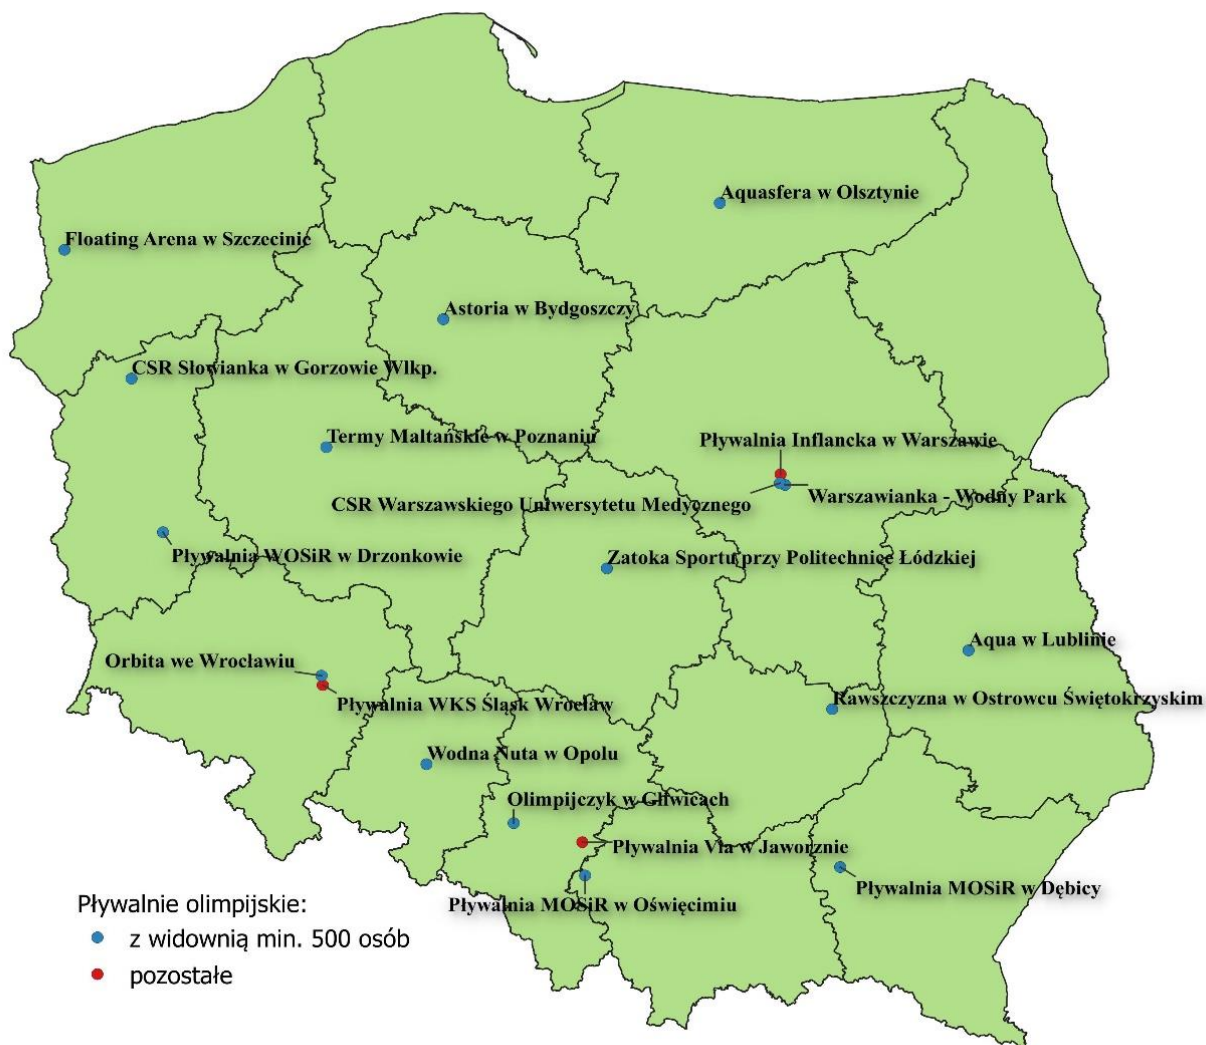 Aquasfera w Olsztynie
Floating Arena w Szczecinie
Astoria w Bydgoszczy
CSR Słowianka w Gorzowie Wlkp.
Termy Maltańskie w Poznaniu
Pływalnia Inflancka w Warszawie
CSR Warszawskiego Uniwersytetu Medycznego
Warszawianka - Wodny Park
Pływalnia WOSiR w Drzonkowie
Zatoka Sportu przy Politechnice Łódzkiej
Aqua w Lublinie
Orbita we Wrocławiu
Pływalnia WKS Śląsk Wrocław
Rawszczyzna w Ostrowcu Świętokrzyskim
Wodna Nuta w Opolu
Olimpijczyk w Gliwicach
Pływalnia Via w Jaworznie
Pływalnia MOSiR w Dębicy
Pływalnia MOSiR w Oświęcimiu
Pływalnie olimpijskie:
z widownią min. 500 osób
pozostałe